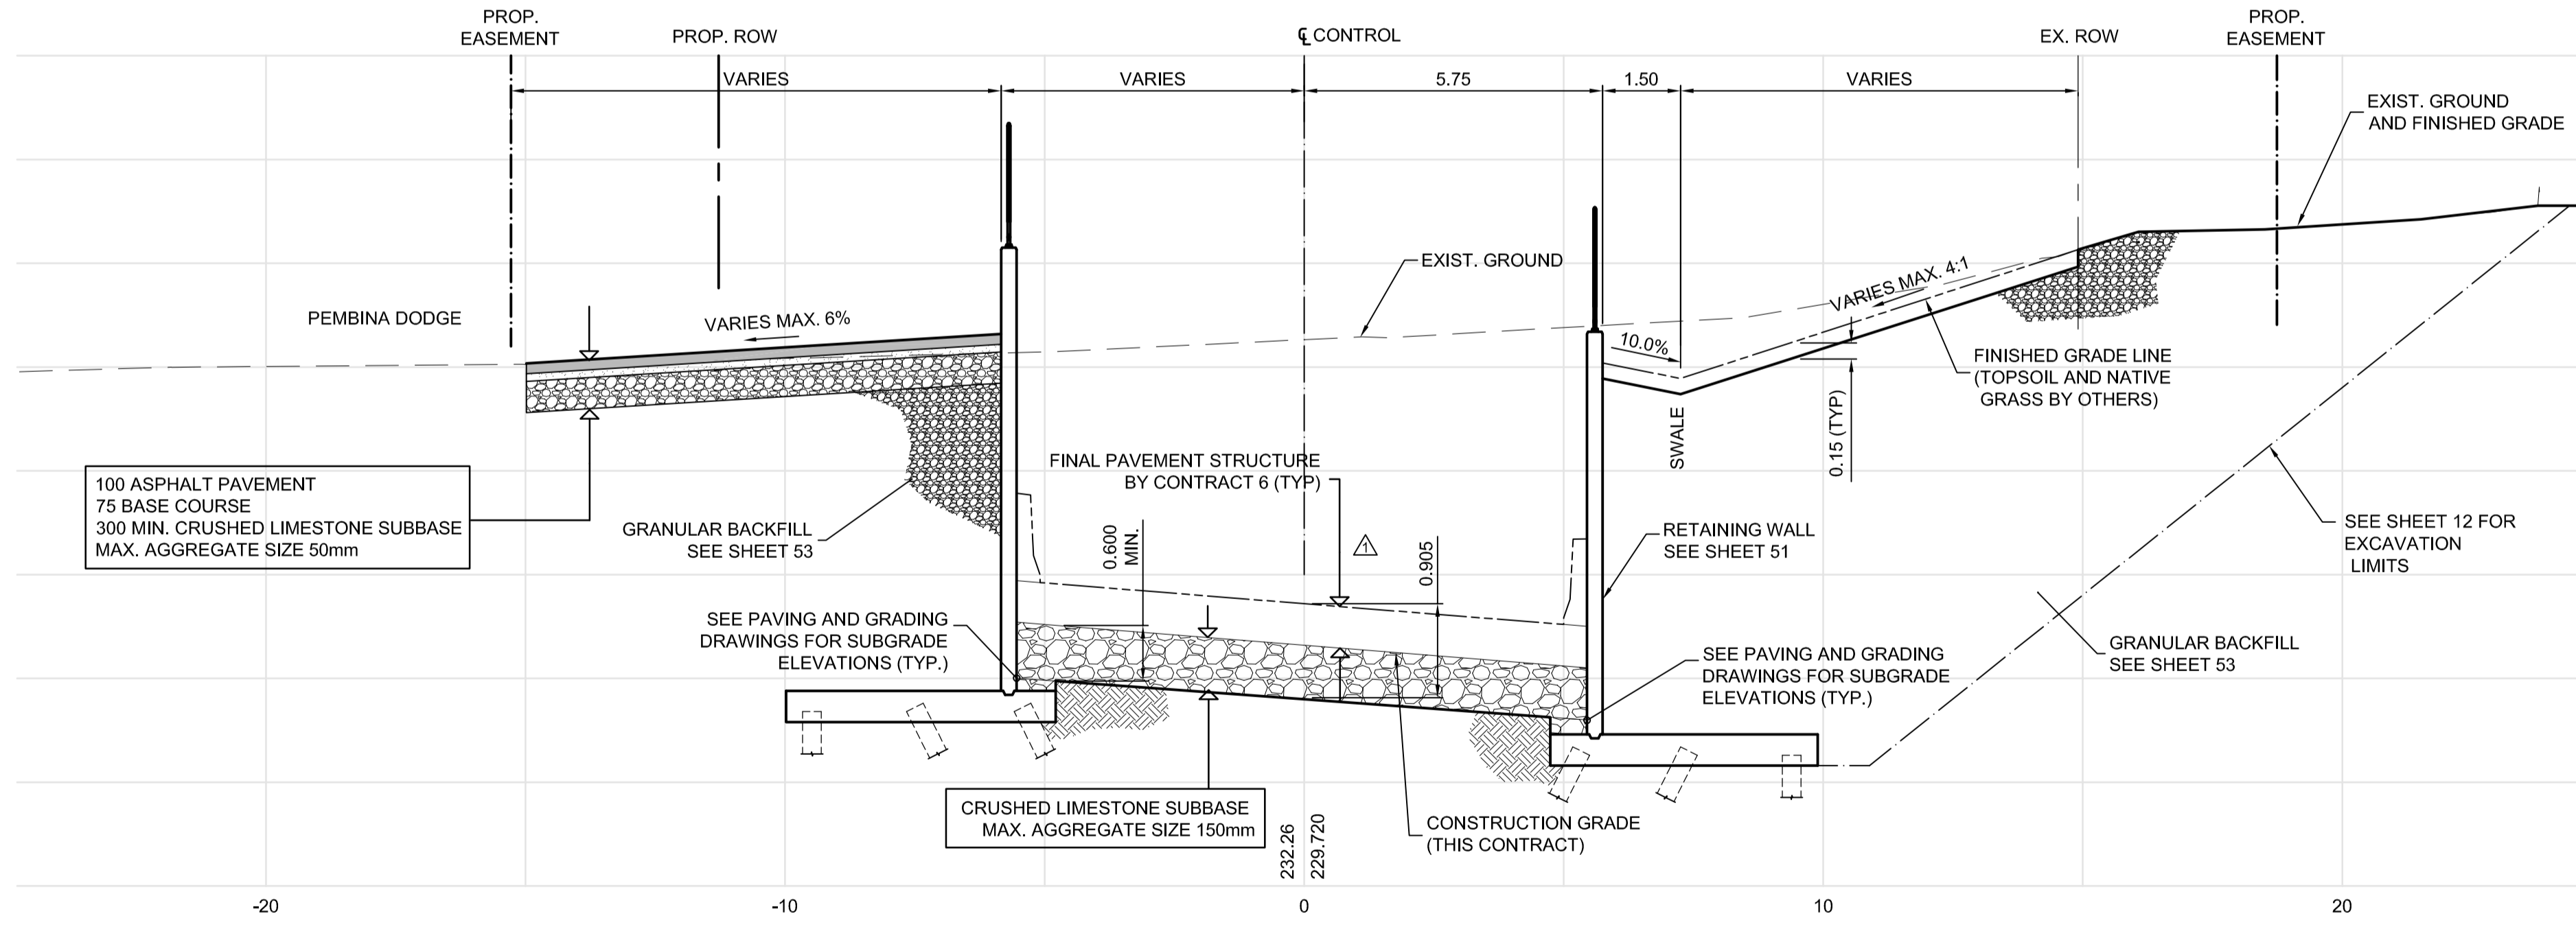 PROP.
EASEMENT
PROP. ROW
℄ CONTROL
EX. ROW
PROP.
EASEMENT
VARIES
VARIES
5.75
1.50
VARIES
EXIST. GROUND
AND FINISHED GRADE
EXIST. GROUND
VARIES MAX. 4:1
PEMBINA DODGE
VARIES MAX. 6%
10.0%
FINISHED GRADE LINE
(TOPSOIL AND NATIVE
GRASS BY OTHERS)
SWALE
0.15 (TYP)
FINAL PAVEMENT STRUCTURE
BY CONTRACT 6 (TYP)
100 ASPHALT PAVEMENT
75 BASE COURSE
300 MIN. CRUSHED LIMESTONE SUBBASE
MAX. AGGREGATE SIZE 50mm
GRANULAR BACKFILL
SEE SHEET 53
0.600
MIN.
1
0.905
RETAINING WALL
SEE SHEET 51
SEE SHEET 12 FOR
EXCAVATION
LIMITS
SEE PAVING AND GRADING
DRAWINGS FOR SUBGRADE
ELEVATIONS (TYP.)
SEE PAVING AND GRADING
DRAWINGS FOR SUBGRADE
ELEVATIONS (TYP.)
GRANULAR BACKFILL
SEE SHEET 53
CRUSHED LIMESTONE SUBBASE
MAX. AGGREGATE SIZE 150mm
232.26
229.720
CONSTRUCTION GRADE
(THIS CONTRACT)
-20
-10
0
10
20